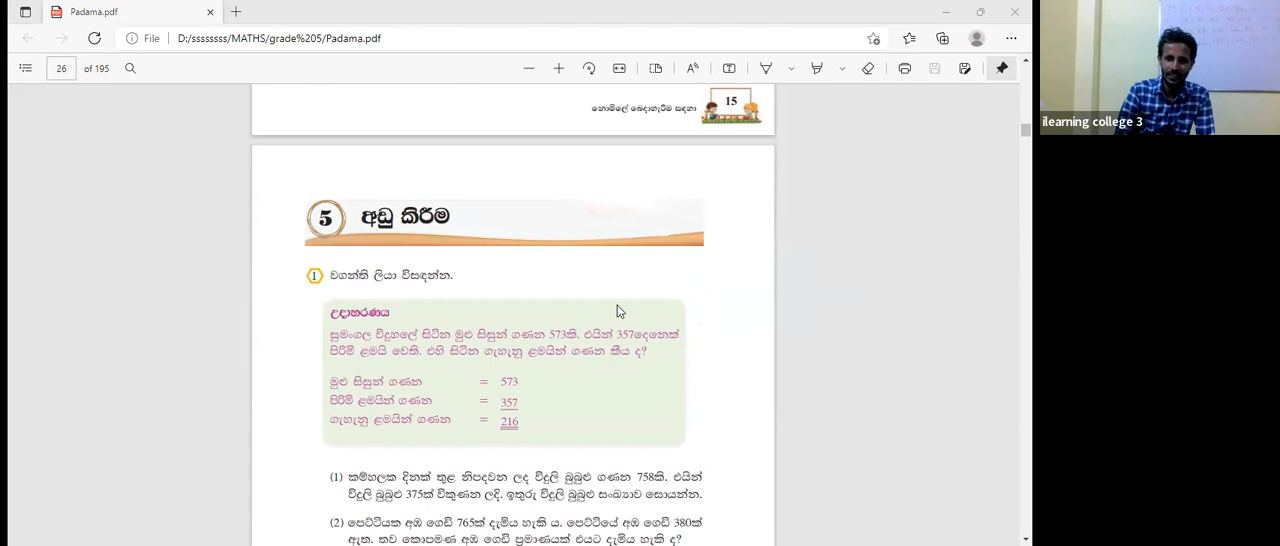 Padama.pdf
File D:/ssssssss/MATHS/grade%205/Padama.pdf
26 of 195
නොමිලේ බෙදාහැරීම සඳහා 15
5 අඩු කිරීම
1 වගන්ති ලියා විසඳන්න.
උදාහරණය
සුමංගල විදුහලේ සිටින මුළු සිසුන් ගණන 573කි. එයින් 357දෙනෙක්
පිරිමි ළමයි වෙති. එහි සිටින ගැහැනු ළමයින් ගණන කීය ද?
මුළු සිසුන් ගණන = 573
පිරිමි ළමයින් ගණන = 357
ගැහැනු ළමයින් ගණන = 216
(1) කම්හලක දිනක් තුළ නිපදවන ලද විදුලි බුබුළු ගණන 758කි. එයින්
විදුලි බුබුළු 375ක් විකුණන ලදි. ඉතුරු විදුලි බුබුළු සංඛ්‍යාව සොයන්න.
(2) පෙට්ටියක අඹ ගෙඩි 765ක් දැමිය හැකි ය. පෙට්ටියේ අඹ ගෙඩි 380ක්
ඇත. තව කොපමණ අඹ ගෙඩි ප්‍රමාණයක් එයට දැමිය හැකි ද?
ilearning college 3